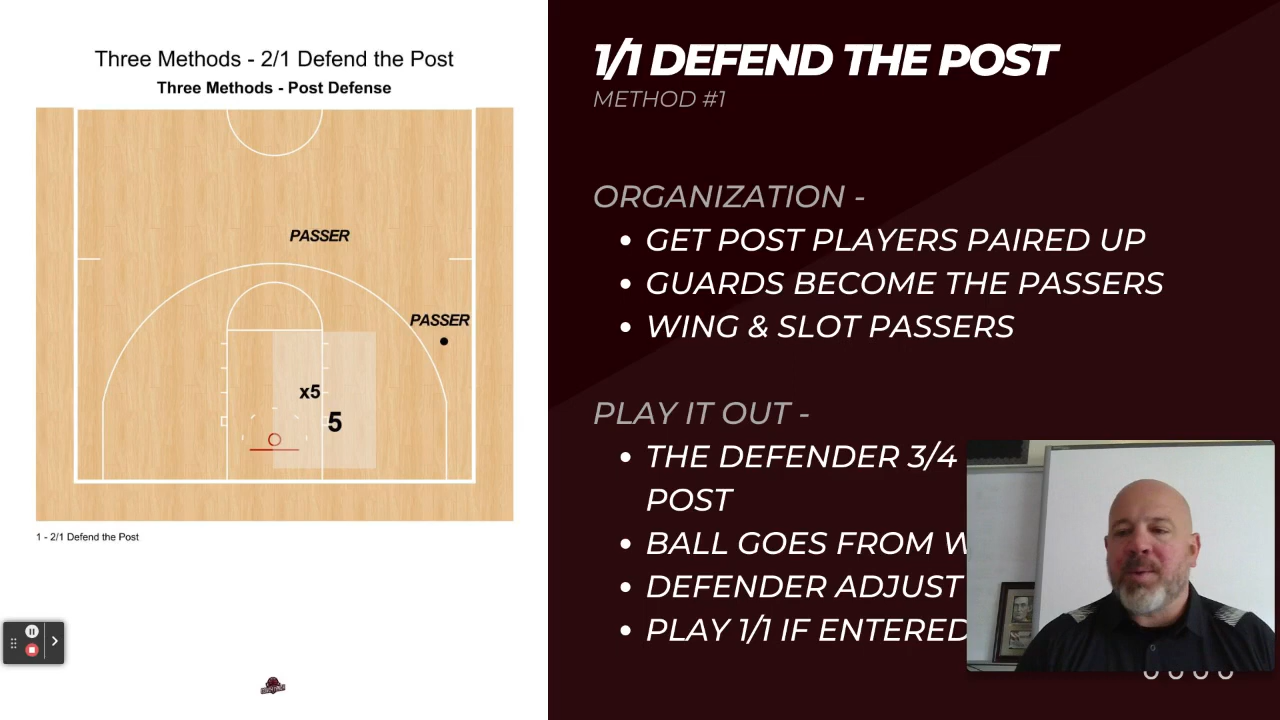 Three Methods - 2/1 Defend the Post
Three Methods - Post Defense
PASSER
PASSER
x5
5
1 - 2/1 Defend the Post
1/1 DEFEND THE POST
METHOD #1
ORGANIZATION -
• GET POST PLAYERS PAIRED UP
• GUARDS BECOME THE PASSERS
• WING & SLOT PASSERS
PLAY IT OUT -
• THE DEFENDER 3/4
POST
• BALL GOES FROM W
• DEFENDER ADJUST
• PLAY 1/1 IF ENTERED